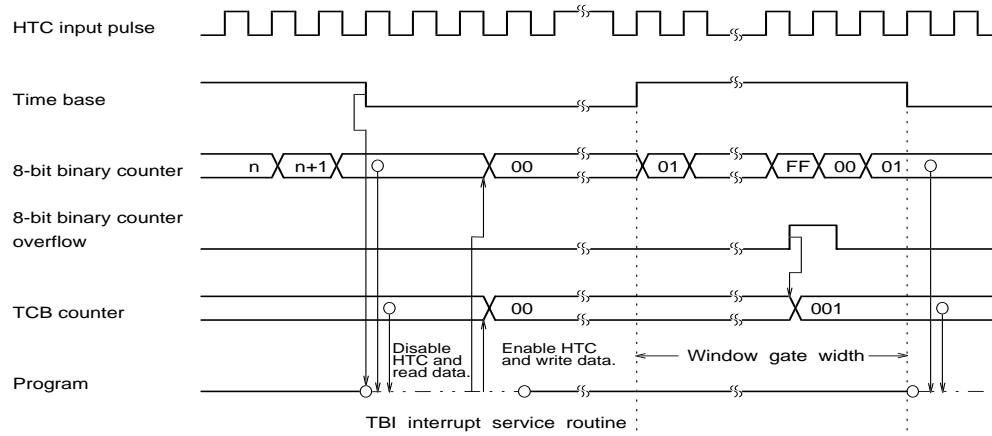 HTC input pulse
Time base
8-bit binary counter
n n+1 00 01 FF 00 01
8-bit binary counter
overflow
TCB counter
00 001
Disable
HTC and
read data.
Enable HTC
and write data.
Window gate width
Program
TBI interrupt service routine